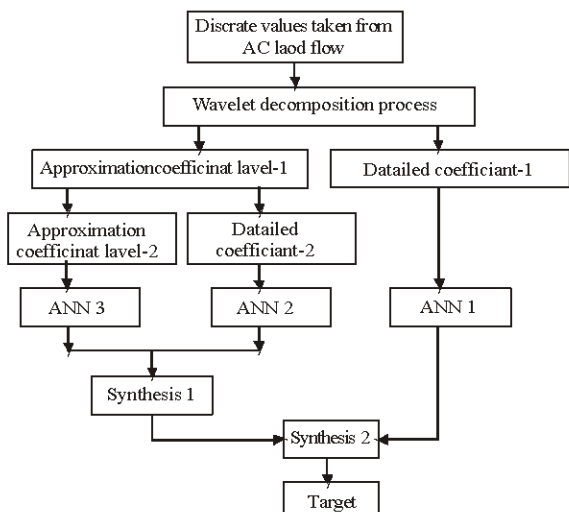 Discrete values taken from
AC laod flow
Wavelet decomposition process
Approximationcoefficinat lavel-1
Datailed coefficiant-1
Approximation
coefficinat lavel-2
Datailed
coefficiant-2
ANN 3
ANN 2
ANN 1
Synthesis 1
Synthesis 2
Target